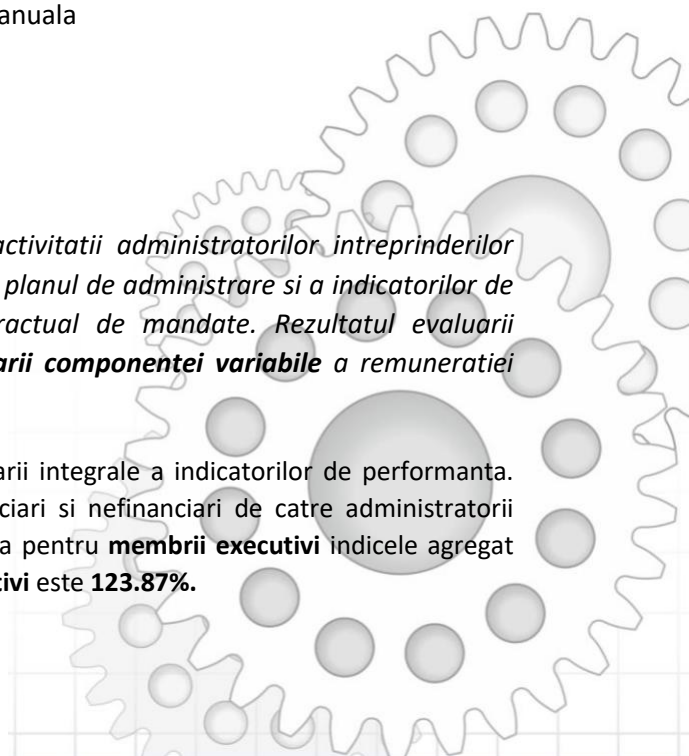 anuala
activitatii administratorilor intreprinderilor
planul de administrare si a indicatorilor de
ractual de mandate. Rezultatul evaluarii
arii componentei variabile a remuneratiei
arii integrale a indicatorilor de performanta.
ciari si nefinanciari de catre administratorii
a pentru membrii executivi indicele agregat
tivi este 123.87%.